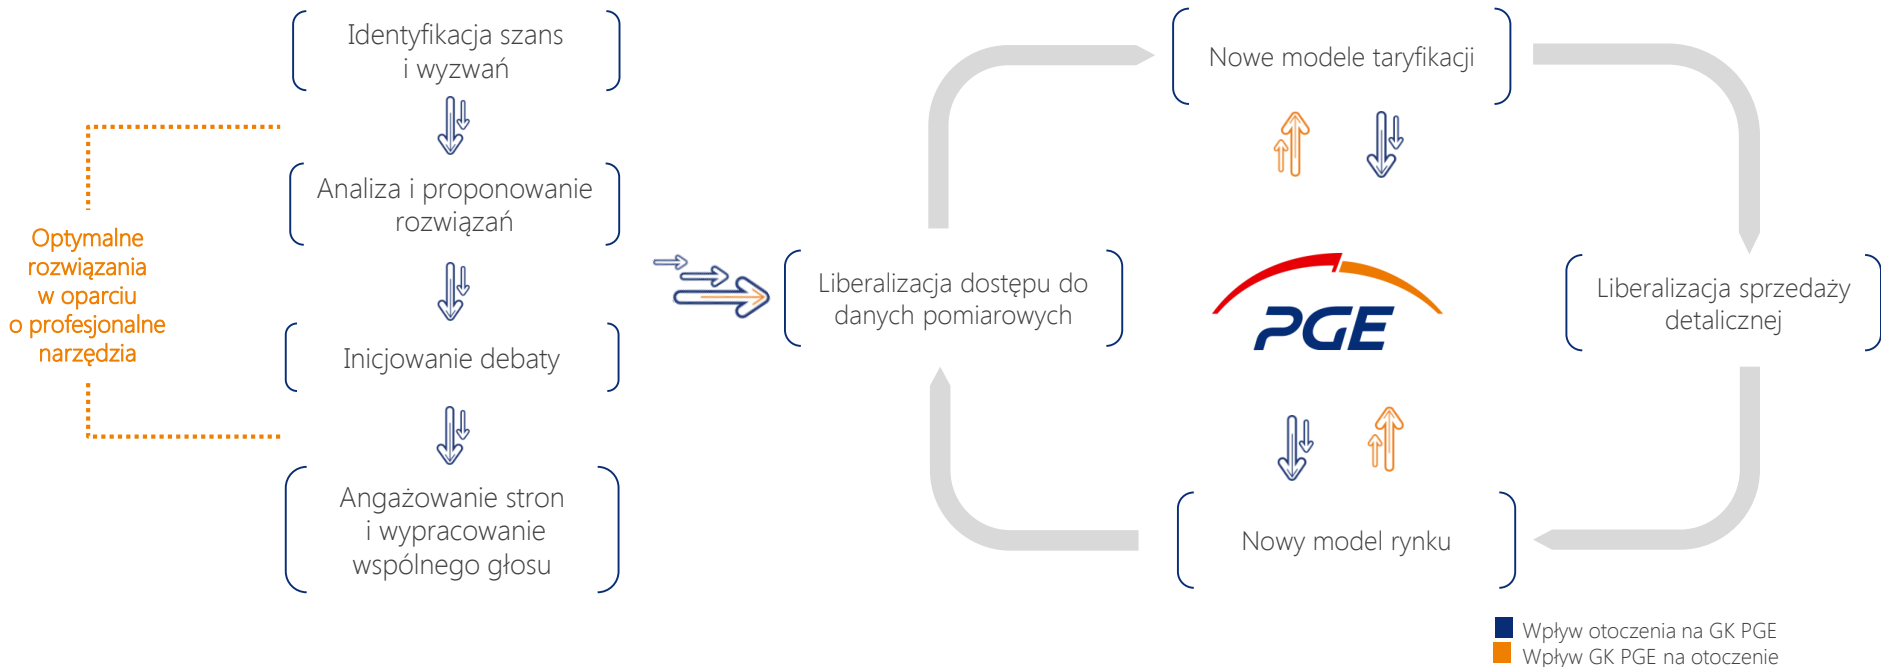 Identyfikacja szans
i wyzwań
Analiza i proponowanie
rozwiązań
Inicjowanie debaty
Angażowanie stron
i wypracowanie
wspólnego głosu
Optymalne
rozwiązania
w oparciu
o profesjonalne
narzędzia
Liberalizacja dostępu do
danych pomiarowych
Nowe modele taryfikacji
PGE
Liberalizacja sprzedaży
detalicznej
Nowy model rynku
Wpływ otoczenia na GK PGE
Wpływ GK PGE na otoczenie